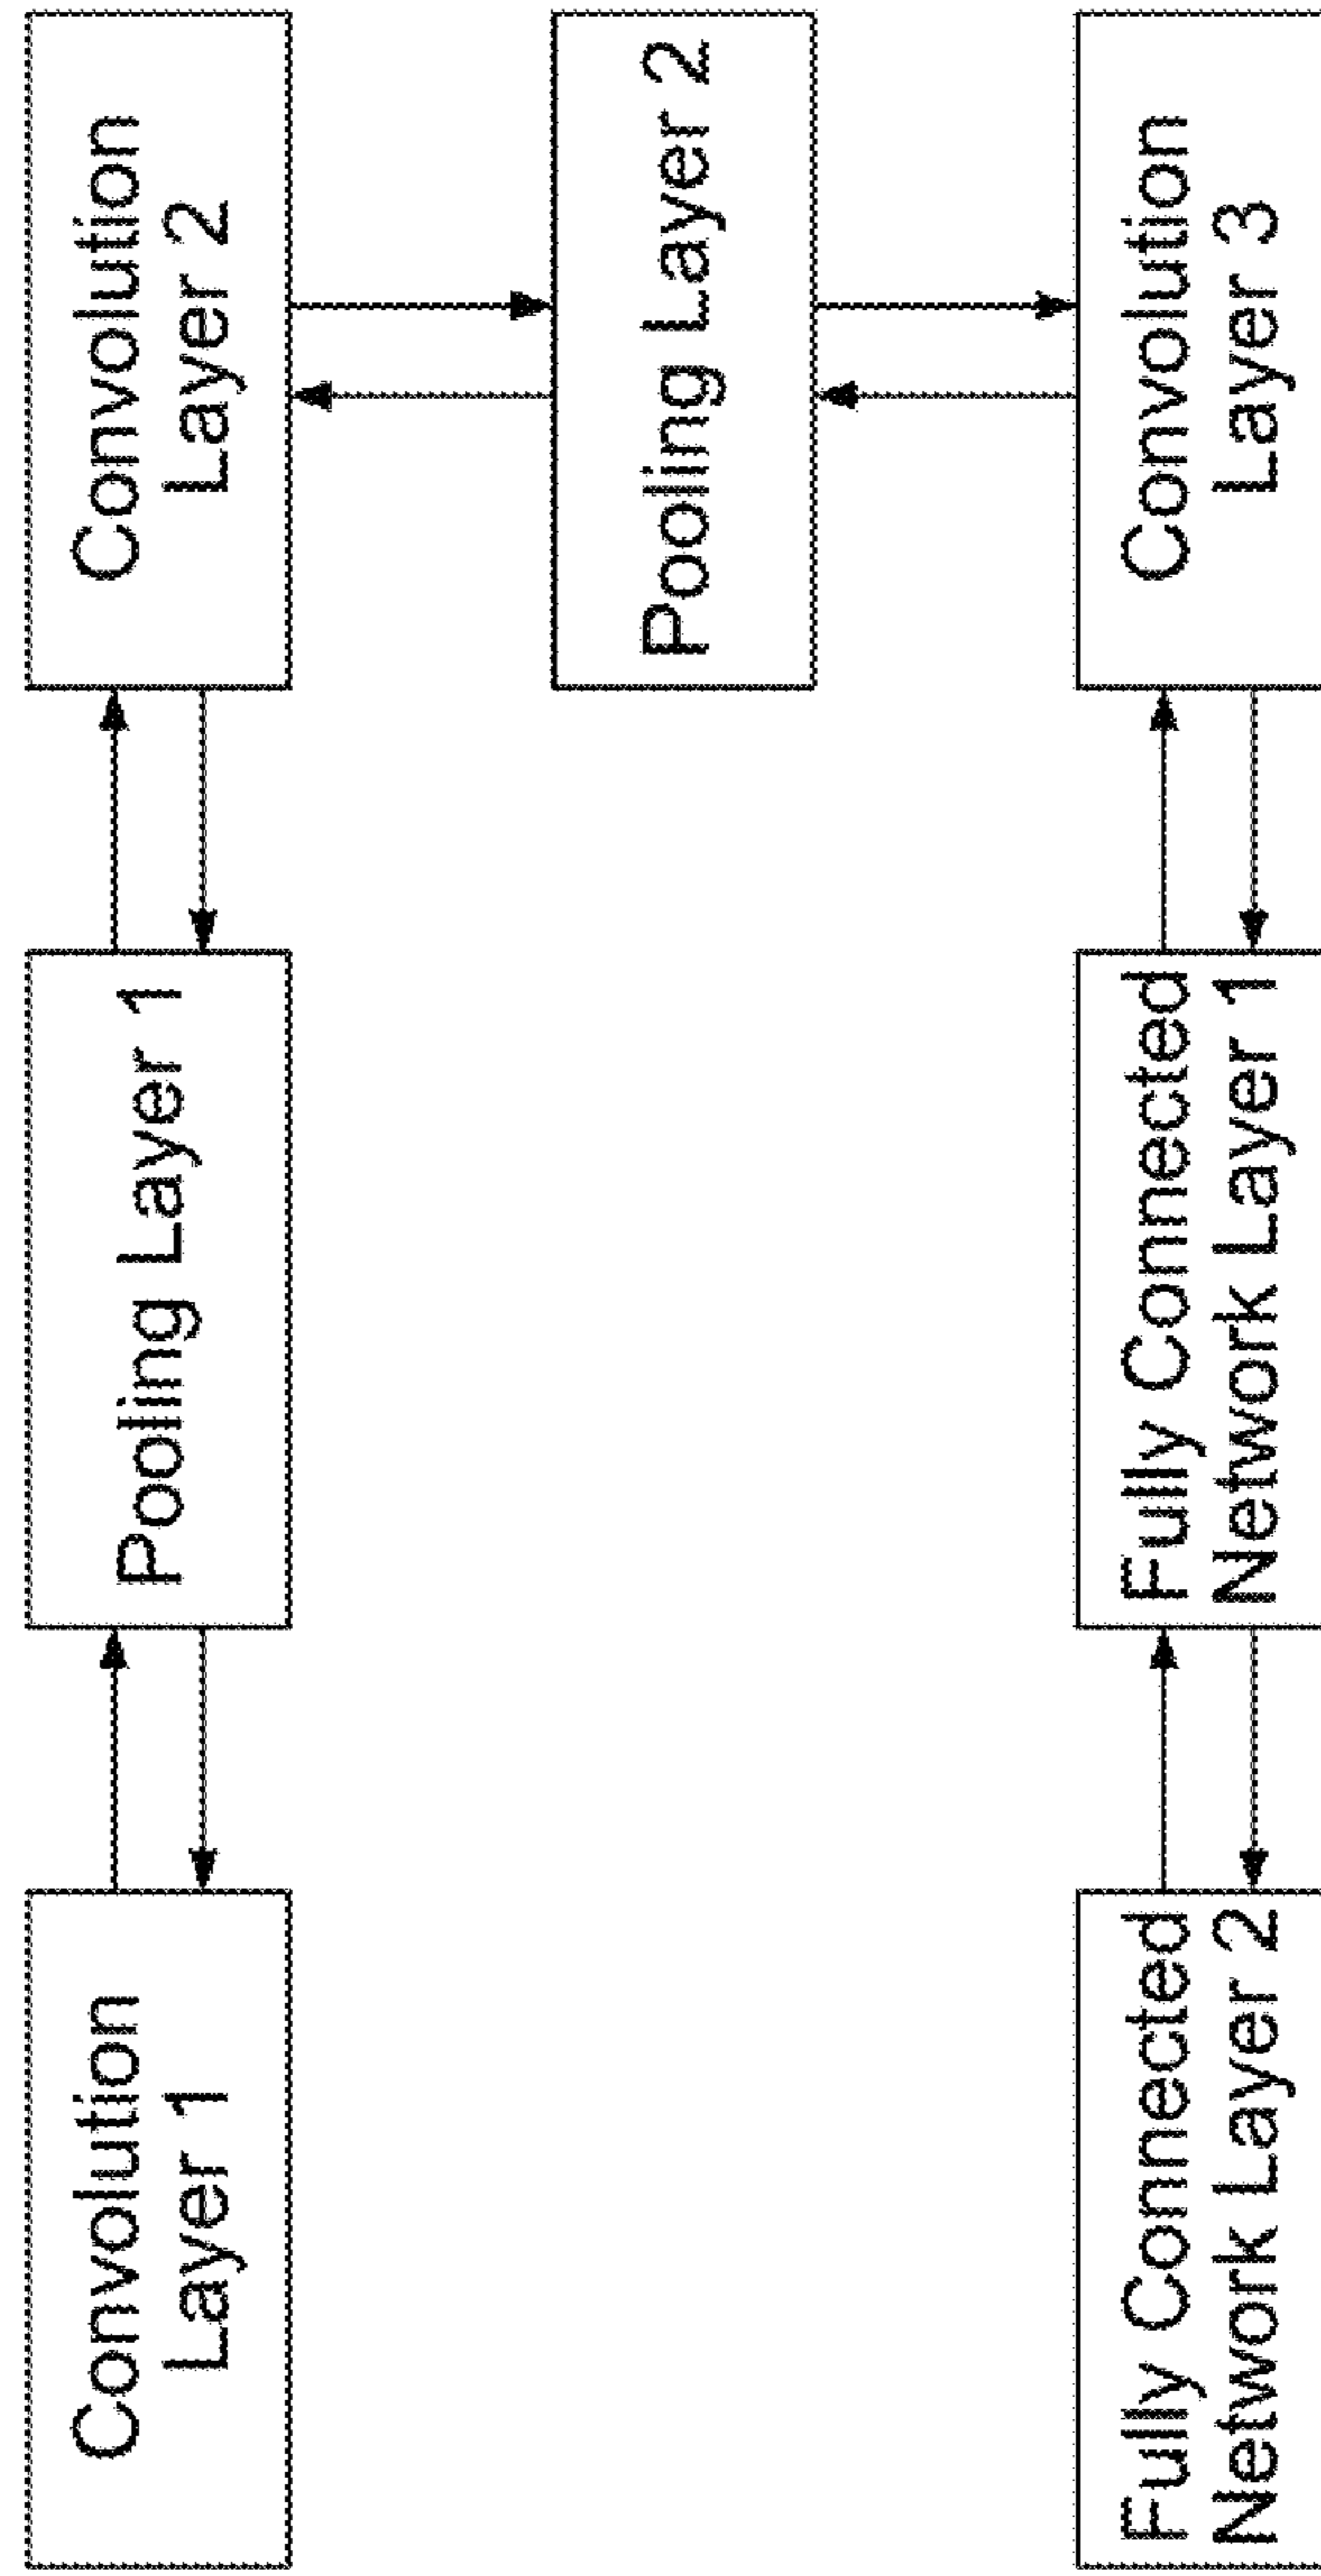 Convolution
Layer 1
Pooling Layer 1
Convolution
Layer 2
Pooling Layer 2
Convolution
Layer 3
Fully Connected
Network Layer 1
Fully Connected
Network Layer 2